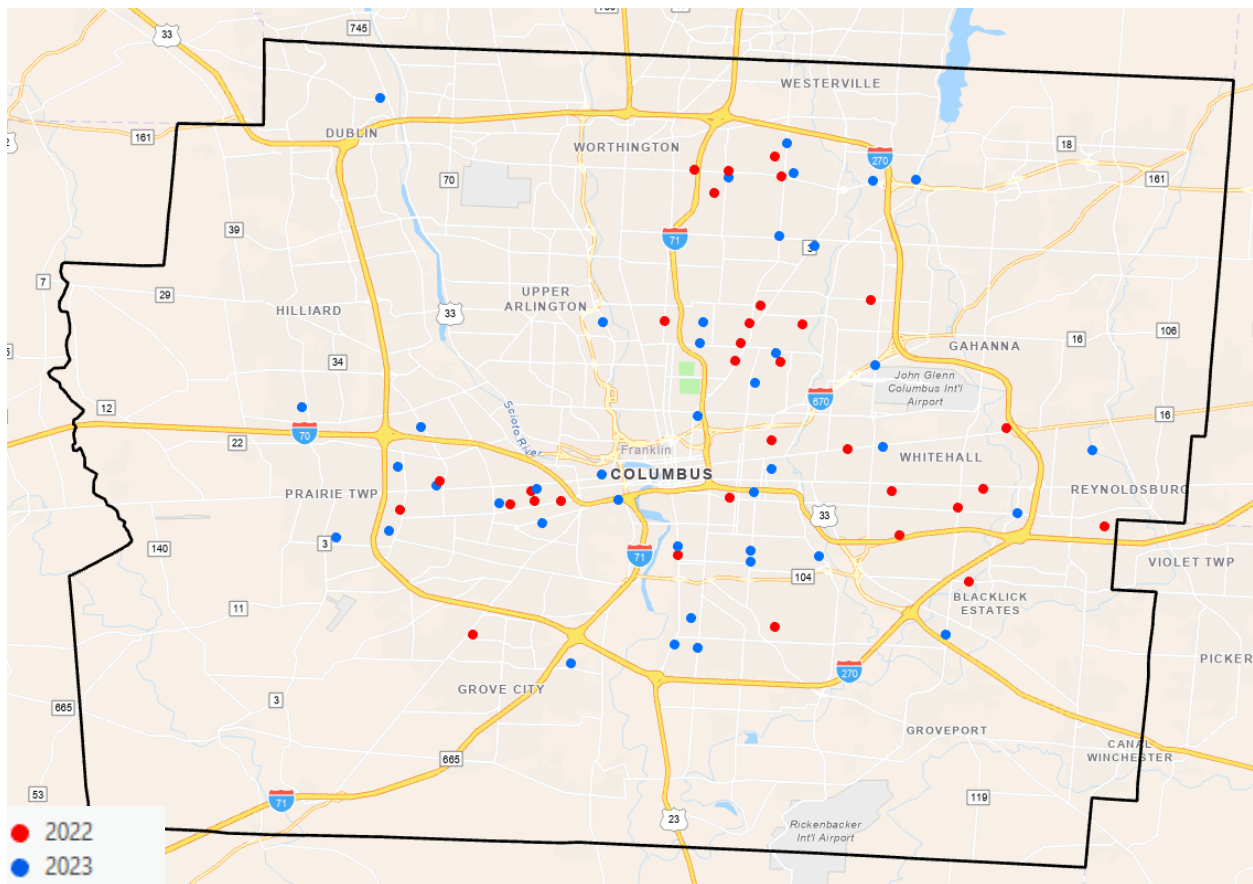 33
745
WESTERVILLE
161
DUBLIN
WORTHINGTON
270
18
161
70
39
71
3
7
29
UPPER
ARLINGTON
HILLIARD
33
106
16
GAHANNA
34
John Glenn
Columbus Int'l
Airport
670
12
16
Scioto River
22
70
Franklin
WHITEHALL
COLUMBUS
PRAIRIE TWP
REYNOLDSBURG
33
3
140
71
VIOLET TWP
104
11
BLACKLICK
ESTATES
PICKER
270
GROVE CITY
3
665
GROVEPORT
CANAL
WINCHESTER
665
53
71
119
23
Rickenbacker
Int'l Airport
2022
2023